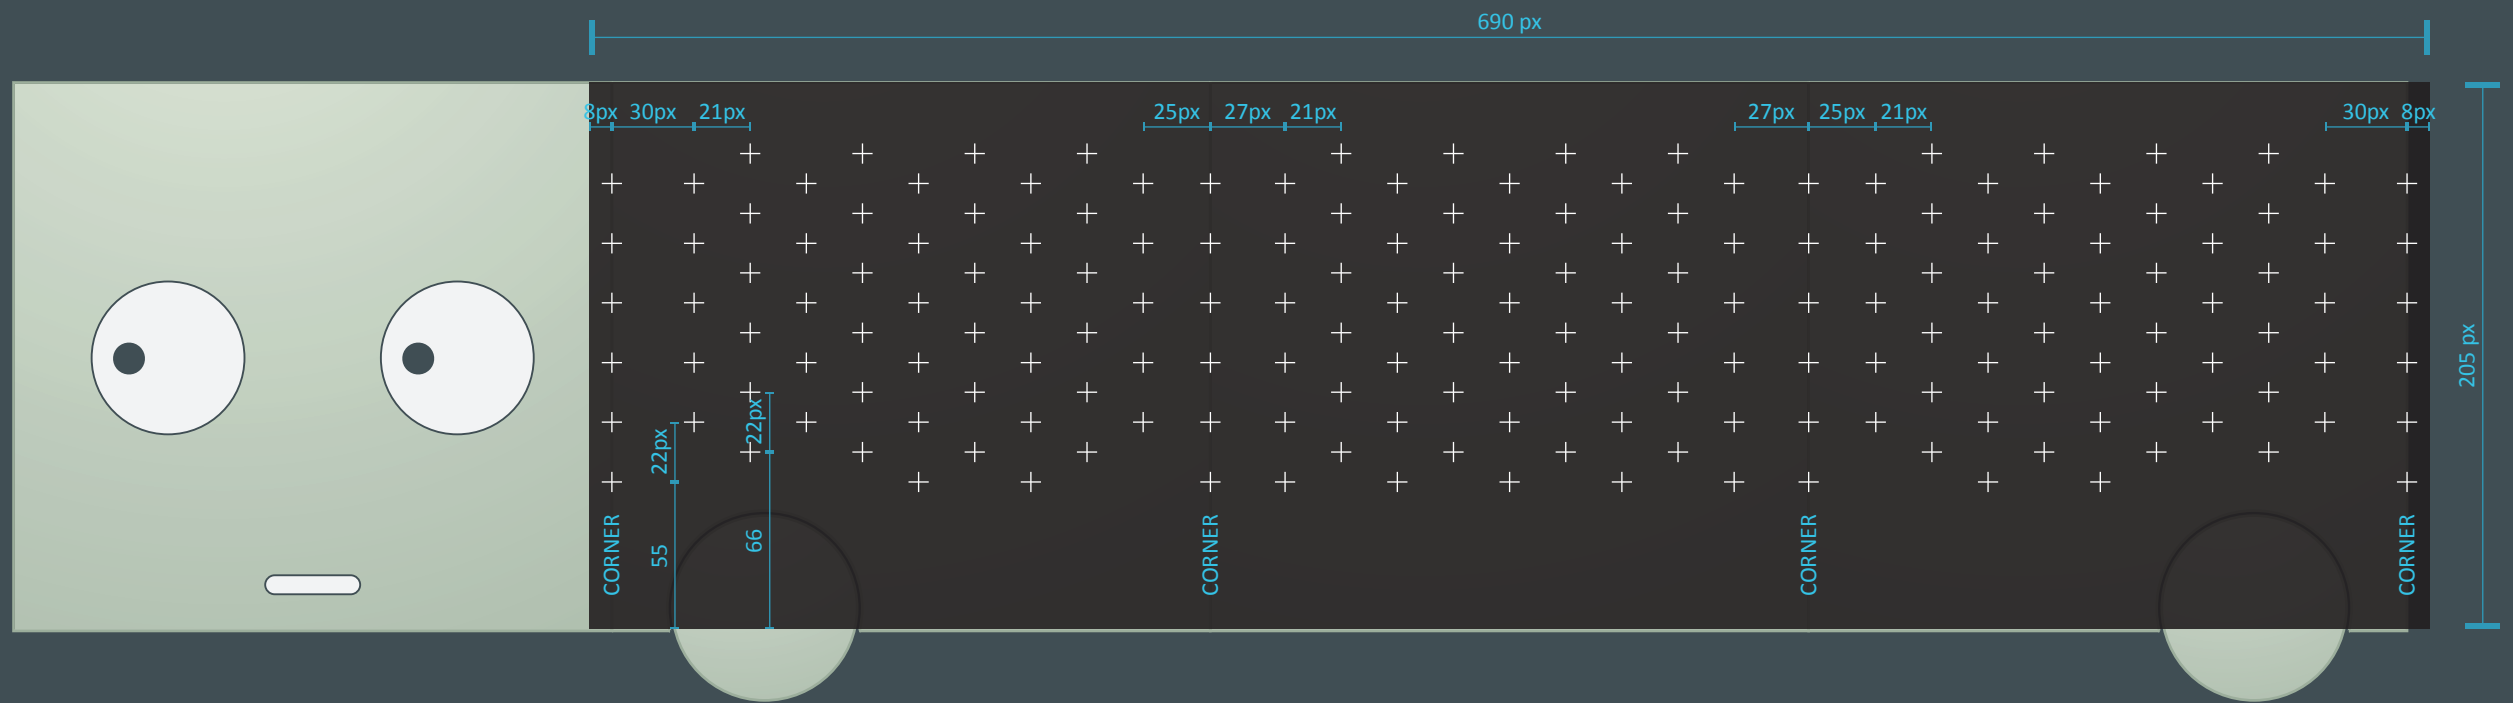 690 px
8px 30px 21px 25px 27px 21px 27px 25px 21px 30px 8px
205 px
22px
22px
55
66
CORNER
CORNER
CORNER
CORNER